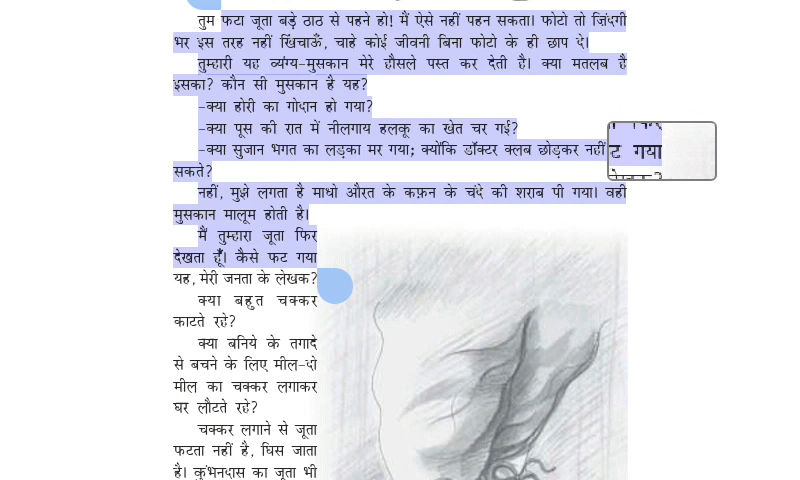 तुम फटा जूता बड़े ठाठ से पहने हो! मैं ऐसे नहीं पहन सकता। फोटो तो ज़िंदगी
भर इस तरह नहीं खिंचाऊँ, चाहे कोई जीवनी बिना फोटो के ही छाप दे।
तुम्हारी यह व्यंग्य-मुसकान मेरे हौसले पस्त कर देती है। क्या मतलब है
इसका? कौन सी मुसकान है यह?
-क्या होरी का गोदान हो गया?
-क्या पूस की रात में नीलगाय हलकू का खेत चर गई?
-क्या सुजान भगत का लड़का मर गया; क्योंकि डॉक्टर क्लब छोड़कर नहीं
ट गया
सकते?
नहीं, मुझे लगता है माधो औरत के कफ़न के चंदे की शराब पी गया। वही
मुसकान मालूम होती है।
मैं तुम्हारा जूता फिर
देखता हूँ। कैसे फट गया
यह, मेरी जनता के लेखक?
क्या बहुत चक्कर
काटते रहे?
क्या बनिये के तगादे
से बचने के लिए मील-दो
मील का चक्कर लगाकर
घर लौटते रहे?
चक्कर लगाने से जूता
फटता नहीं है, घिस जाता
है। कुंभनदास का जूता भी